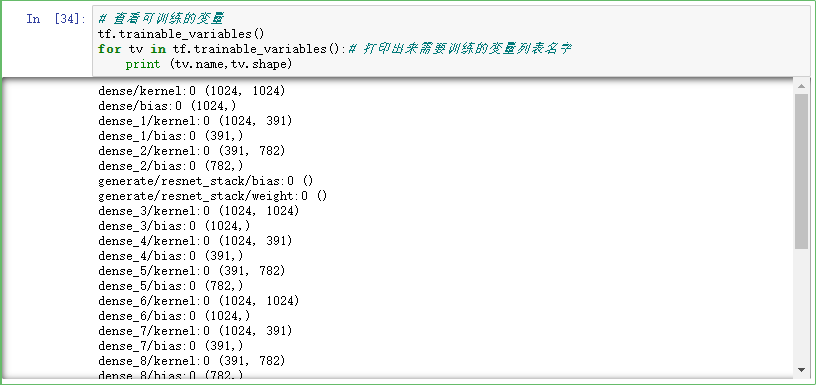 In [34]:
# 查看可训练的变量
tf.trainable_variables()
for tv in tf.trainable_variables():# 打印出来需要训练的变量列表名字
    print (tv.name,tv.shape)
dense/kernel:0 (1024, 1024)
dense/bias:0 (1024,)
dense_1/kernel:0 (1024, 391)
dense_1/bias:0 (391,)
dense_2/kernel:0 (391, 782)
dense_2/bias:0 (782,)
generate/resnet_stack/bias:0 ()
generate/resnet_stack/weight:0 ()
dense_3/kernel:0 (1024, 1024)
dense_3/bias:0 (1024,)
dense_4/kernel:0 (1024, 391)
dense_4/bias:0 (391,)
dense_5/kernel:0 (391, 782)
dense_5/bias:0 (782,)
dense_6/kernel:0 (1024, 1024)
dense_6/bias:0 (1024,)
dense_7/kernel:0 (1024, 391)
dense_7/bias:0 (391,)
dense_8/kernel:0 (391, 782)
dense_8/bias:0 (782,)